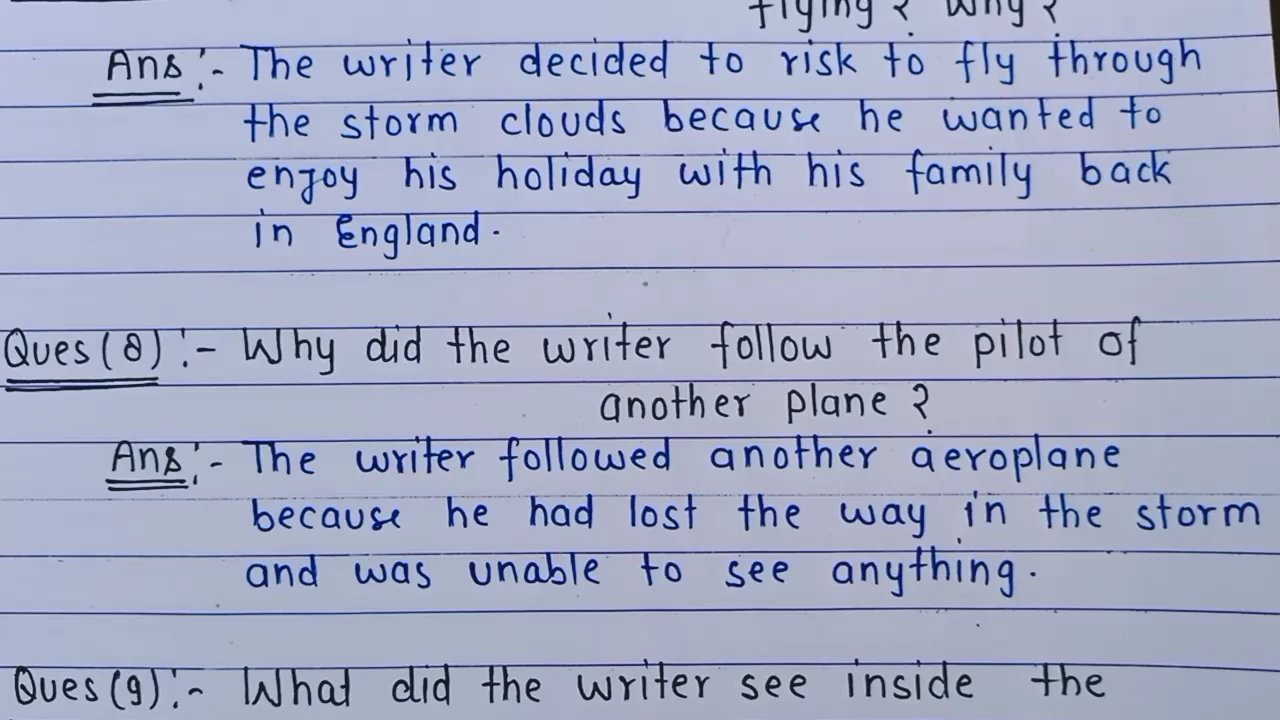 flying? Why?
Ans:- The writer decided to risk to fly through
the storm clouds because he wanted to
enjoy his holiday with his family back
in England.
Ques(8):- Why did the writer follow the pilot of
another plane?
Ans:- The writer followed another aeroplane
because he had lost the way in the storm
and was unable to see anything.
Ques(9):- What did the writer see inside the